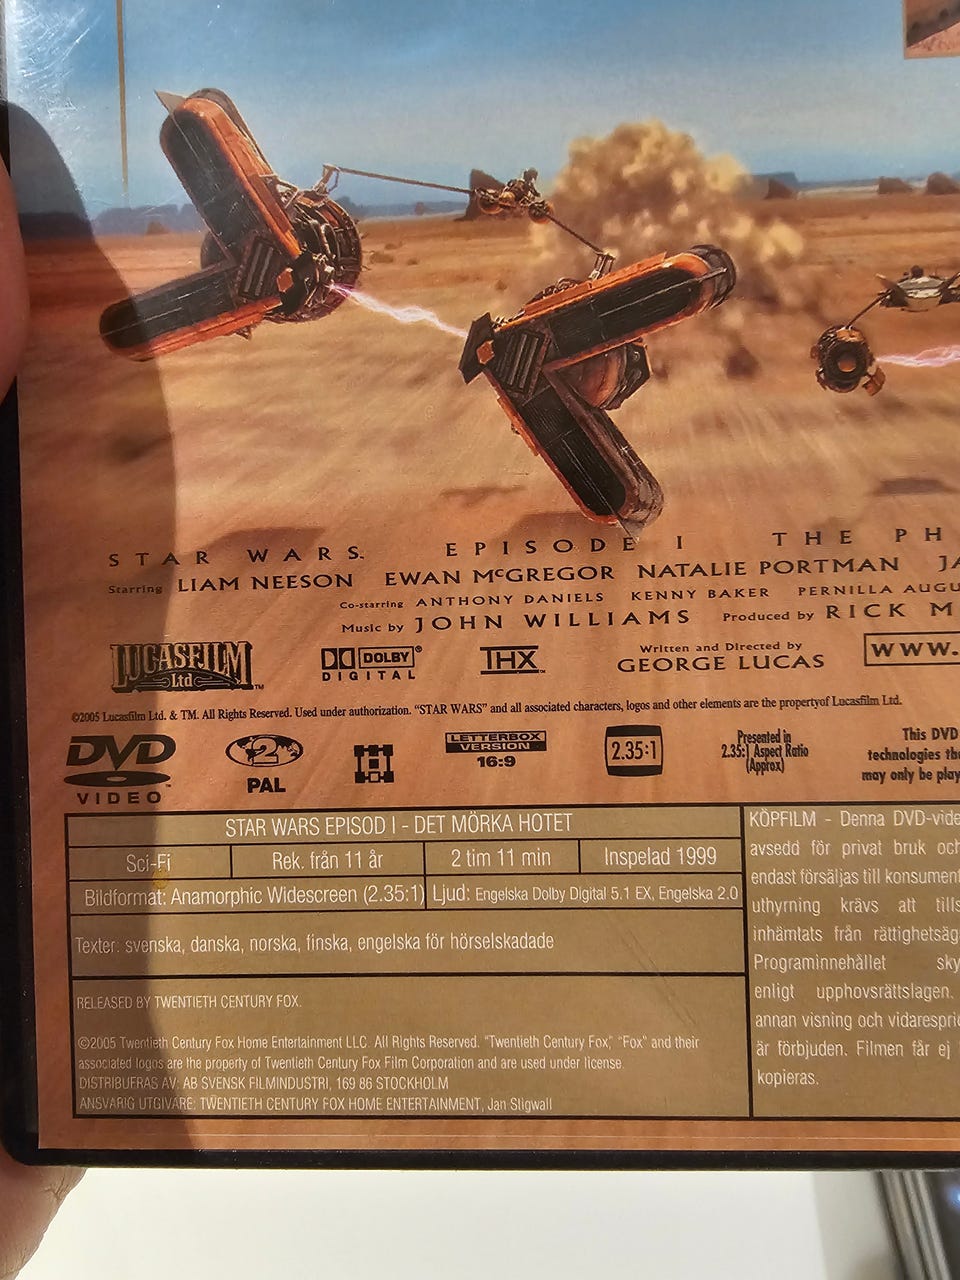 STAR WARS EPISODE I THE PH
Starring LIAM NEESON EWAN McGREGOR NATALIE PORTMAN JA
Co-starring ANTHONY DANIELS KENNY BAKER PERNILLA AUGU
Music by JOHN WILLIAMS Produced by RICK M
LUCASFILM Ltd ™
DOLBY® DIGITAL
THX
Written and Directed by
GEORGE LUCAS
WWW.
©2005 Lucasfilm Ltd. & TM. All Rights Reserved. Used under authorization. “STAR WARS” and all associated characters, logos and other elements are the propertyof Lucasfilm Ltd.
DVD VIDEO
2
PAL
LETTERBOX
VERSION
16:9
2.35:1
Presented in
2.35:1 Aspect Ratio
(Approx)
This DVD
technologies tha
may only be play
STAR WARS EPISOD I - DET MÖRKA HOTET
Sci-Fi Rek. från 11 år 2 tim 11 min Inspelad 1999
Bildformat: Anamorphic Widescreen (2.35:1) Ljud: Engelska Dolby Digital 5.1 EX, Engelska 2.0
Texter: svenska, danska, norska, finska, engelska för hörselskadade
RELEASED BY TWENTIETH CENTURY FOX.
©2005 Twentieth Century Fox Home Entertainment LLC. All Rights Reserved. "Twentieth Century Fox," "Fox" and their
associated logos are the property of Twentieth Century Fox Film Corporation and are used under license.
DISTRIBUERAS AV: AB SVENSK FILMINDUSTRI, 169 86 STOCKHOLM
ANSVARIG UTGIVARE: TWENTIETH CENTURY FOX HOME ENTERTAINMENT, Jan Stigwall
KÖPFILM - Denna DVD-vide
avsedd för privat bruk och
endast försäljas till konsument
uthyrning krävs att tills
inhämtats från rättighetsäg
Programinnehållet sky
enligt upphovsrättslagen.
annan visning och vidarespri
är förbjuden. Filmen får ej
kopieras.